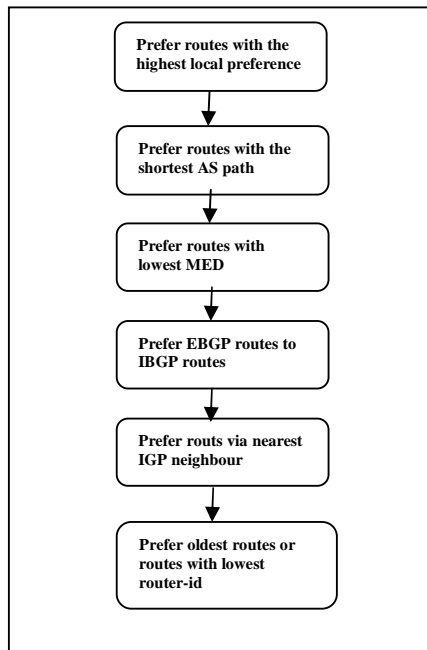 Prefer routes with the
highest local preference
Prefer routes with the
shortest AS path
Prefer routes with
lowest MED
Prefer EBGP routes to
IBGP routes
Prefer routs via nearest
IGP neighbour
Prefer oldest routes or
routes with lowest
router-id